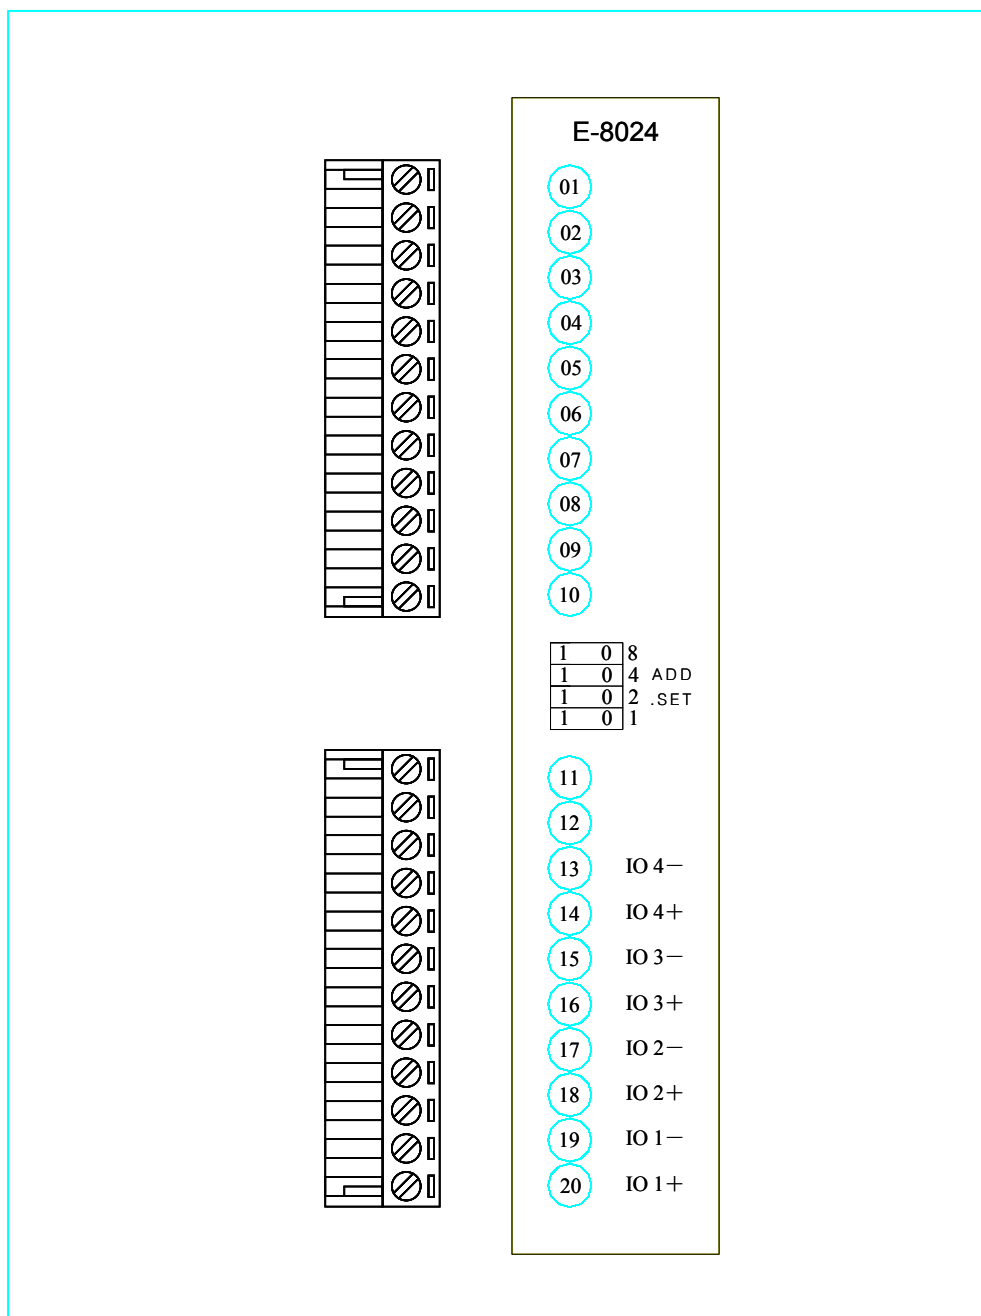 E-8024
01
02
03
04
05
06
07
08
09
10
1 0 8
1 0 4 ADD
1 0 2 .SET
1 0 1
11
12
13 IO 4−
14 IO 4+
15 IO 3−
16 IO 3+
17 IO 2−
18 IO 2+
19 IO 1−
20 IO 1+